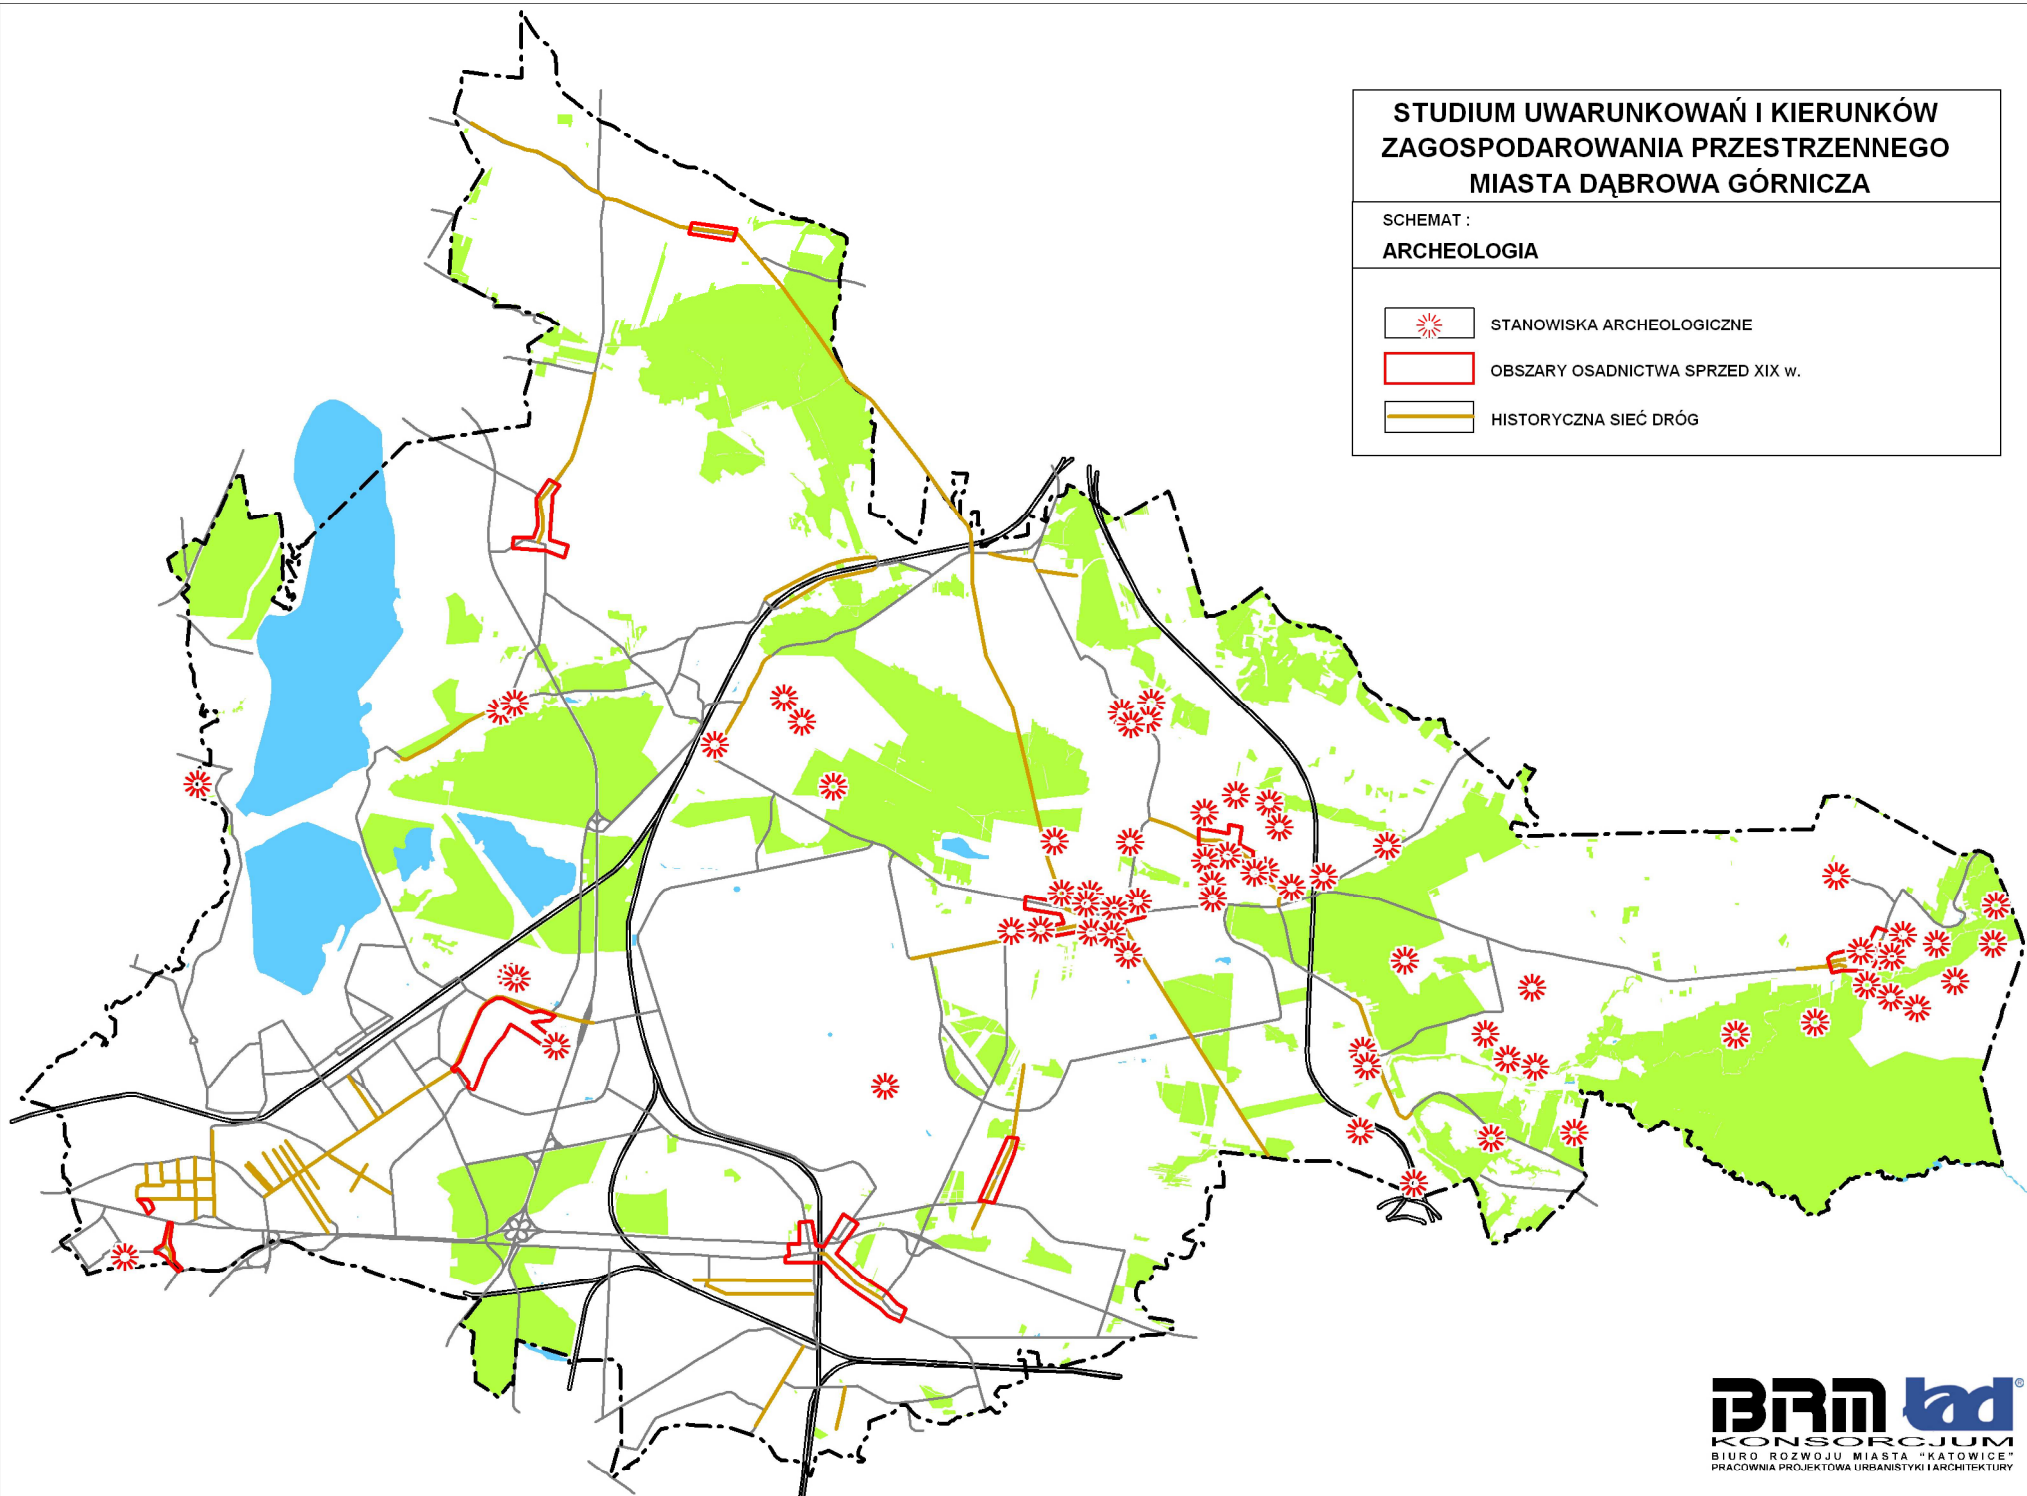 STUDIUM UWARUNKOWAŃ I KIERUNKÓW
ZAGOSPODAROWANIA PRZESTRZENNEGO
MIASTA DĄBROWA GÓRNICZA
SCHEMAT :
ARCHEOLOGIA
STANOWISKA ARCHEOLOGICZNE
OBSZARY OSADNICTWA SPRZED XIX w.
HISTORYCZNA SIEĆ DRÓG
BRM ład®
KONSORCJUM
BIURO ROZWOJU MIASTA "KATOWICE"
PRACOWNIA PROJEKTOWA URBANISTYKI I ARCHITEKTURY